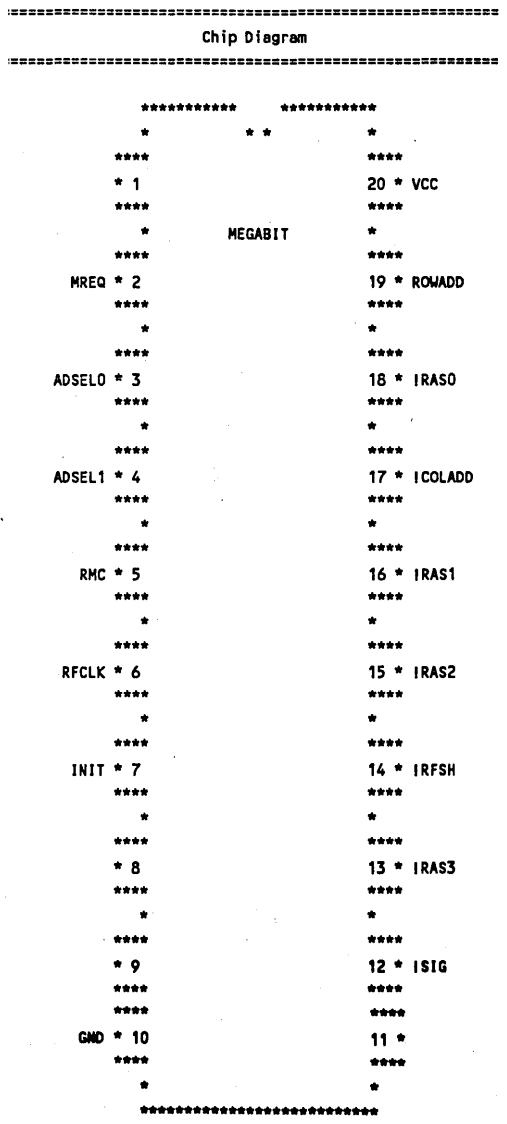 ==========================================================
Chip Diagram
==========================================================
***********     ***********
*          * *          *
****                         ****
* 1                         20 * VCC
****                         ****
*         MEGABIT         *
****                         ****
MREQ * 2                         19 * ROWADD
****                         ****
*                         *
****                         ****
ADSEL0 * 3                         18 * !RAS0
****                         ****
*                         *
****                         ****
ADSEL1 * 4                         17 * !COLADD
****                         ****
*                         *
****                         ****
RMC * 5                         16 * !RAS1
****                         ****
*                         *
****                         ****
RFCLK * 6                         15 * !RAS2
****                         ****
*                         *
****                         ****
INIT * 7                         14 * !RFSH
****                         ****
*                         *
****                         ****
* 8                         13 * !RAS3
****                         ****
*                         *
****                         ****
* 9                         12 * !SIG
****                         ****
****                         ****
GND * 10                         11 *
****                         ****
*                         *
***************************